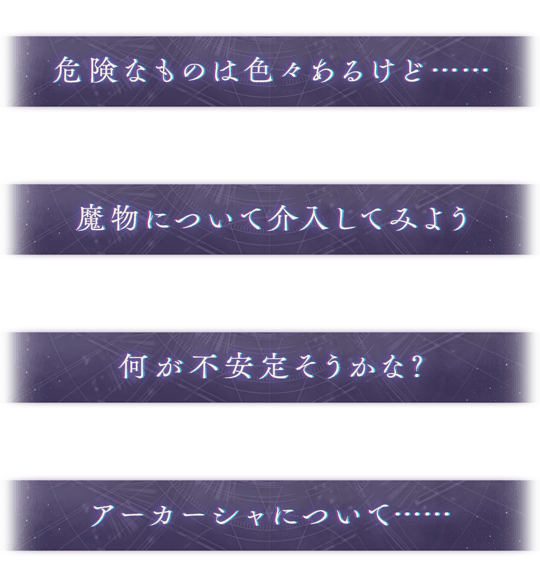 危険なものは色々あるけど……
魔物について介入してみよう
何が不安定そうかな？
アーカーシャについて……